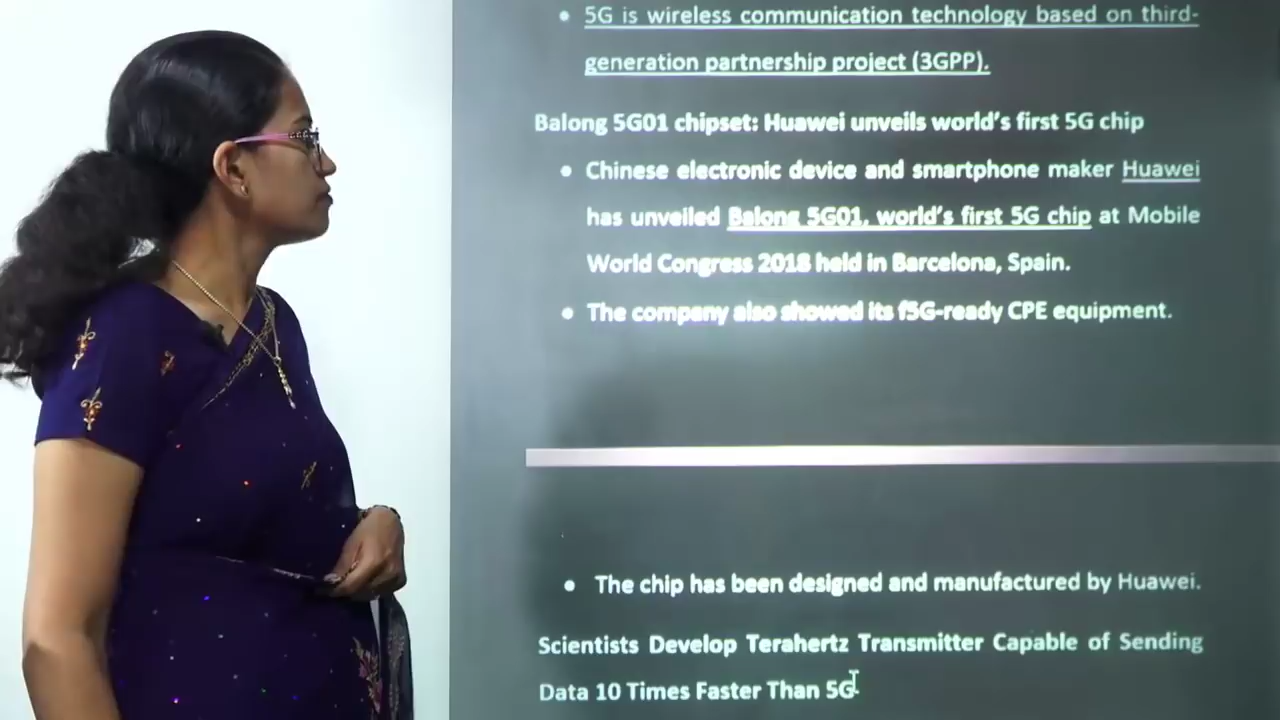 • 5G is wireless communication technology based on third-
generation partnership project (3GPP).
Balong 5G01 chipset: Huawei unveils world's first 5G chip
• Chinese electronic device and smartphone maker Huawei
has unveiled Balong 5G01, world's first 5G chip at Mobile
World Congress 2018 held in Barcelona, Spain.
• The company also showed its f5G-ready CPE equipment.
• The chip has been designed and manufactured by Huawei.
Scientists Develop Terahertz Transmitter Capable of Sending
Data 10 Times Faster Than 5G